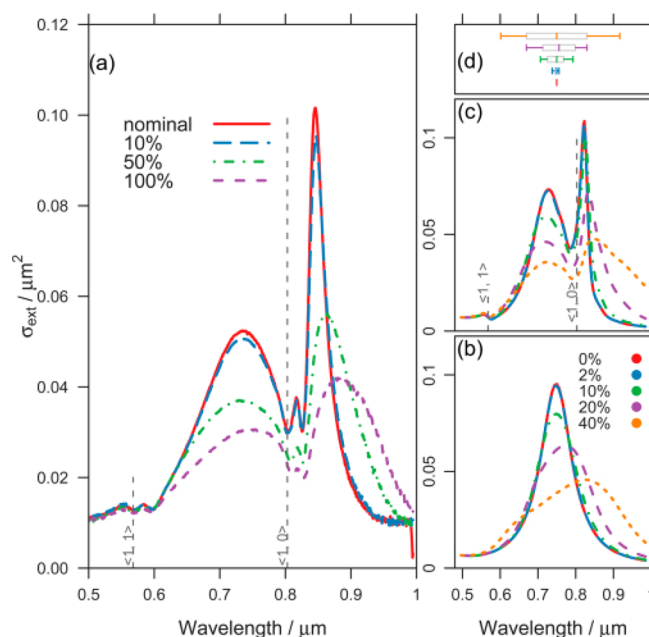 (a)
nominal
10%
50%
100%
σext / μm²
0.12
0.10
0.08
0.06
0.04
0.02
0.00
<1, 1>
<1, 0>
0.5 0.6 0.7 0.8 0.9 1
Wavelength / μm
(d)
(c)
0.1
0.05
0
<1, 1>
<1, 0>
(b)
0%
2%
10%
20%
40%
0.1
0.05
0
0.5 0.6 0.7 0.8 0.9 1
Wavelength / μm